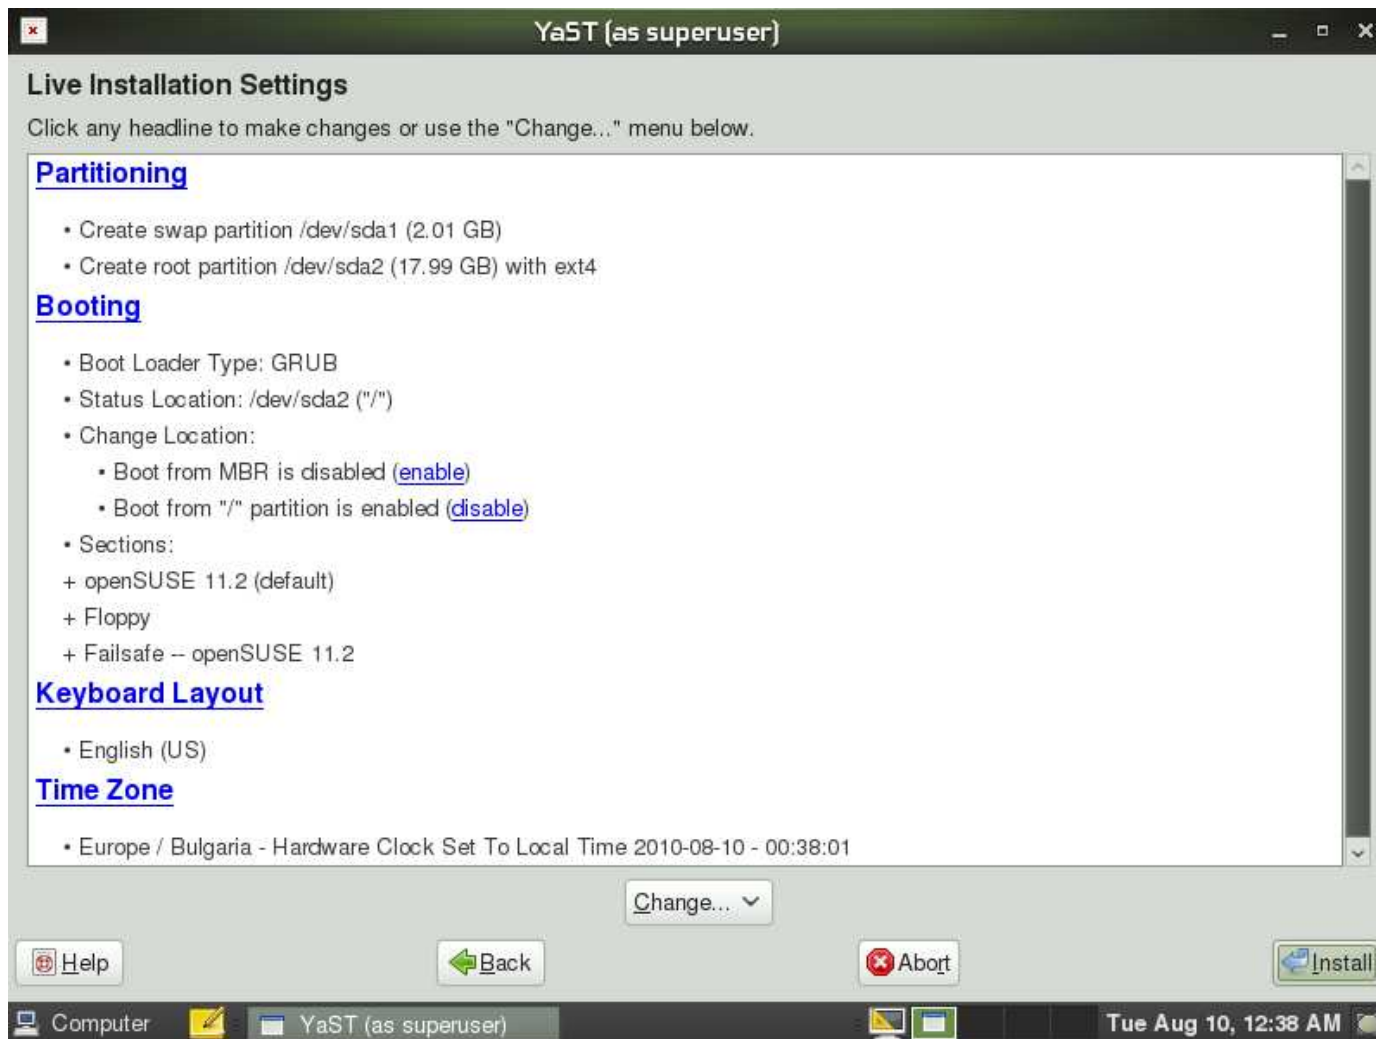 YaST (as superuser)
Live Installation Settings
Click any headline to make changes or use the "Change..." menu below.
Partitioning
• Create swap partition /dev/sda1 (2.01 GB)
• Create root partition /dev/sda2 (17.99 GB) with ext4
Booting
• Boot Loader Type: GRUB
• Status Location: /dev/sda2 ("/")
• Change Location:
• Boot from MBR is disabled (enable)
• Boot from "/" partition is enabled (disable)
• Sections:
+ openSUSE 11.2 (default)
+ Floppy
+ Failsafe -- openSUSE 11.2
Keyboard Layout
• English (US)
Time Zone
• Europe / Bulgaria - Hardware Clock Set To Local Time 2010-08-10 - 00:38:01
Change...
Help Back Abort Install
Computer YaST (as superuser) Tue Aug 10, 12:38 AM